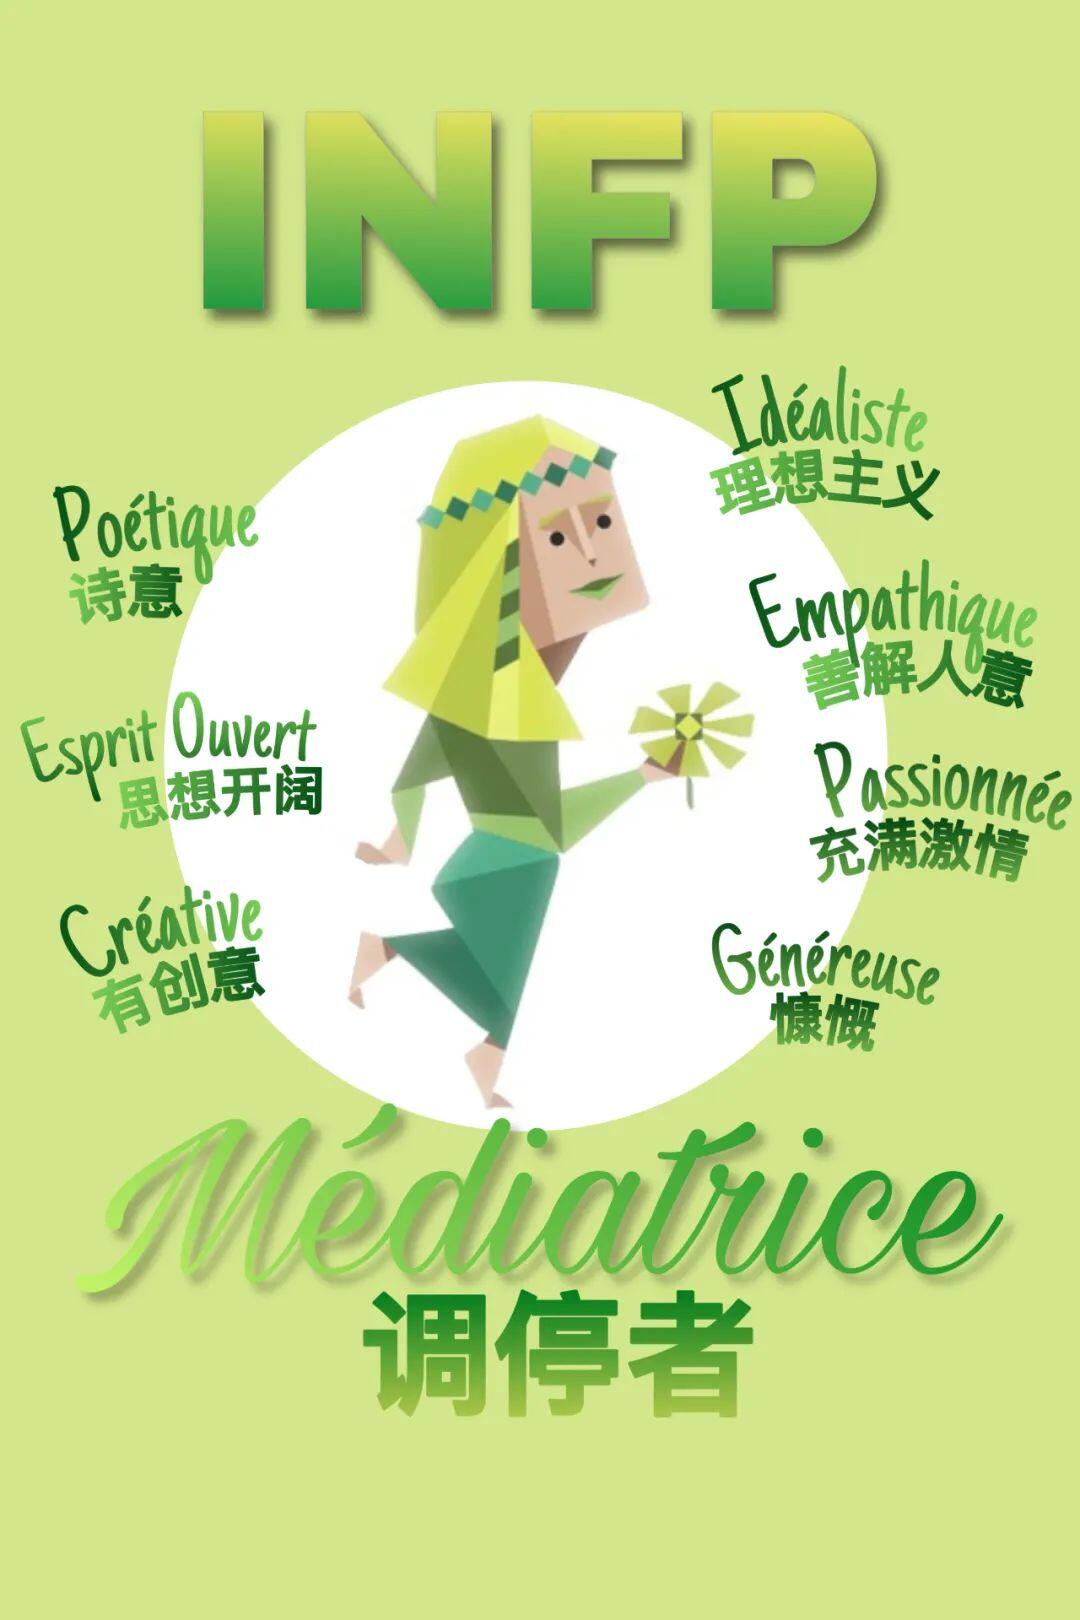 INFP
Idéaliste
理想主义
Poétique
诗意
Empathique
善解人意
Esprit Ouvert
思想开阔
Passionnée
充满激情
Créative
有创意
Généreuse
慷慨
Médiatrice
调停者